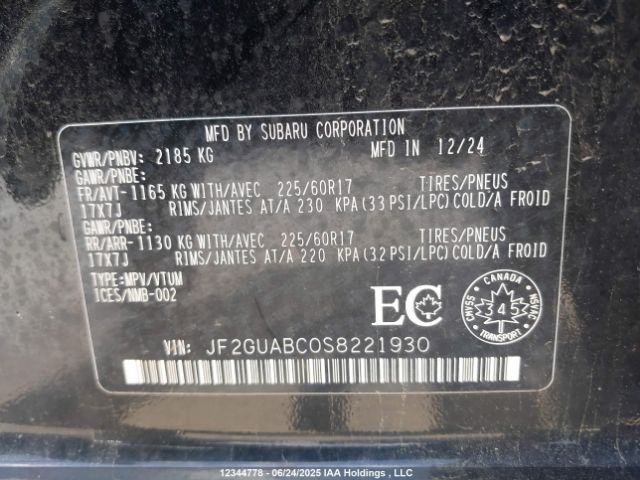 MFD BY SUBARU CORPORATION
GVWR/PNBV: 2185 KG MFD IN 12/24
GAWR/PNBE:
FR/AVT-1165 KG WITH/AVEC 225/60R17 TIRES/PNEUS
17X7J RIMS/JANTES AT/A 230 KPA (33 PSI/LPC) COLD/A FROID
GAWR/PNBE:
RR/ARR-1130 KG WITH/AVEC 225/60R17 TIRES/PNEUS
17X7J RIMS/JANTES AT/A 220 KPA (32 PSI/LPC) COLD/A FROID
TYPE:MPV/VTUM
ICES/NMB-002
EC
CANADA
CMVSS 345 NSVAC
TRANSPORT
VIN: JF2GUABC0S8221930
12344778 - 06/24/2025 IAA Holdings , LLC